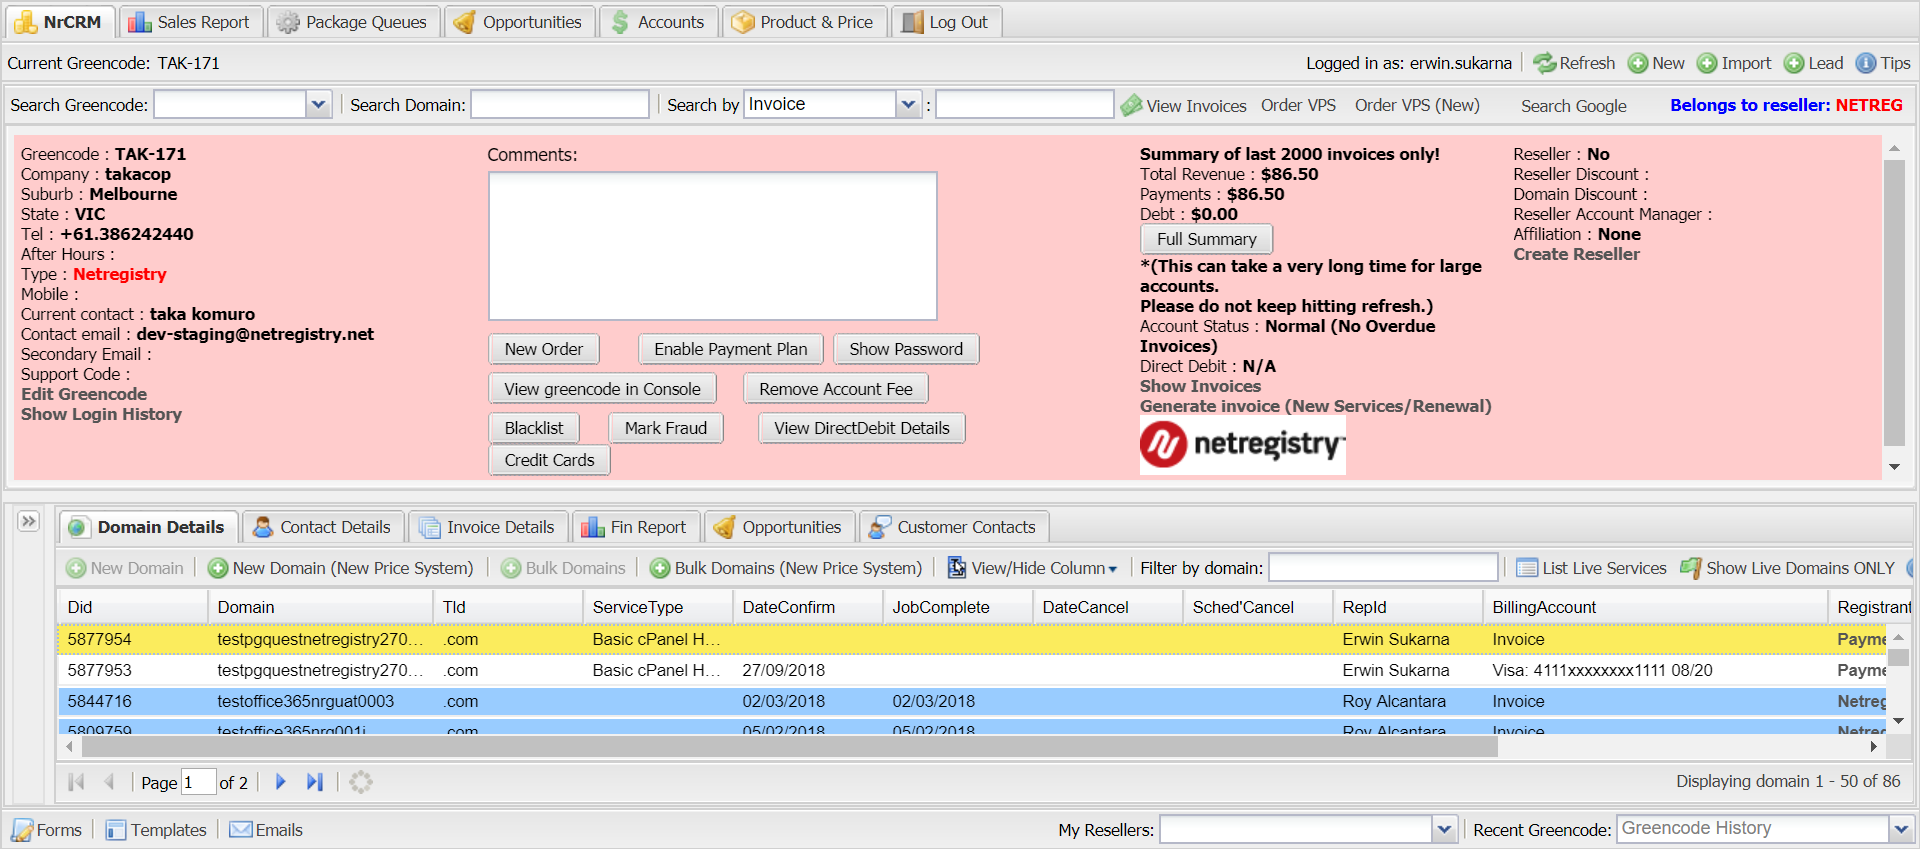 NrCRM Sales Report Package Queues Opportunities Accounts Product & Price Log Out
Current Greencode: TAK-171 Logged in as: erwin.sukarna Refresh New Import Lead Tips
Search Greencode: Search Domain: Search by Invoice : View Invoices Order VPS Order VPS (New) Search Google Belongs to reseller: NETREG
Greencode : TAK-171
Company : takacop
Suburb : Melbourne
State : VIC
Tel : +61.386242440
After Hours :
Type : Netregistry
Mobile :
Current contact : taka komuro
Contact email : dev-staging@netregistry.net
Secondary Email :
Support Code :
Edit Greencode
Show Login History
Comments:
New Order Enable Payment Plan Show Password
View greencode in Console Remove Account Fee
Blacklist Mark Fraud View DirectDebit Details
Credit Cards
Summary of last 2000 invoices only!
Total Revenue : $86.50
Payments : $86.50
Debt : $0.00
Full Summary
*(This can take a very long time for large
accounts.
Please do not keep hitting refresh.)
Account Status : Normal (No Overdue
Invoices)
Direct Debit : N/A
Show Invoices
Generate invoice (New Services/Renewal)
netregistry
Reseller : No
Reseller Discount :
Domain Discount :
Reseller Account Manager :
Affiliation : None
Create Reseller
Domain Details Contact Details Invoice Details Fin Report Opportunities Customer Contacts
New Domain New Domain (New Price System) Bulk Domains Bulk Domains (New Price System) View/Hide Column Filter by domain: List Live Services Show Live Domains ONLY
Did Domain Tld ServiceType DateConfirm JobComplete DateCancel Sched'Cancel RepId BillingAccount Registrant
5877954 testpgquestnetregistry270... .com Basic cPanel H... Erwin Sukarna Invoice Payme
5877953 testpgquestnetregistry270... .com Basic cPanel H... 27/09/2018 Erwin Sukarna Visa: 4111xxxxxxxx1111 08/20 Payme
5844716 testoffice365nrguat0003 .com 02/03/2018 02/03/2018 Roy Alcantara Invoice Netreg
5809759 testoffice365nrg001i .com 05/02/2018 05/02/2018 Roy Alcantara Invoice Netreg
Page 1 of 2 Displaying domain 1 - 50 of 86
Forms Templates Emails My Resellers: Recent Greencode: Greencode History